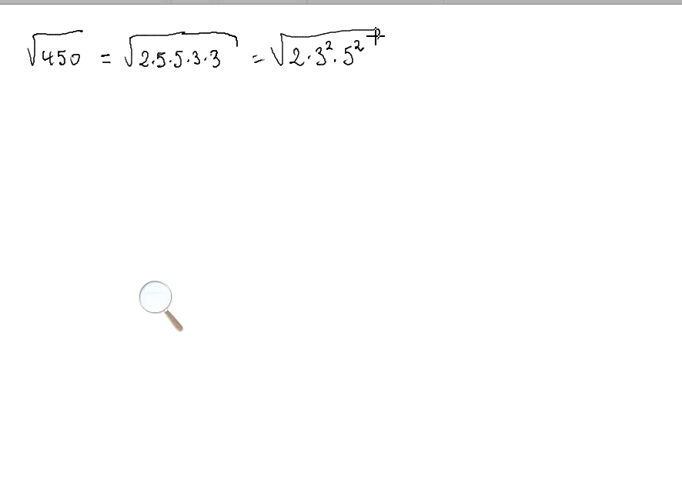 √450 = √2·5·5·3·3 = √2·3²·5²